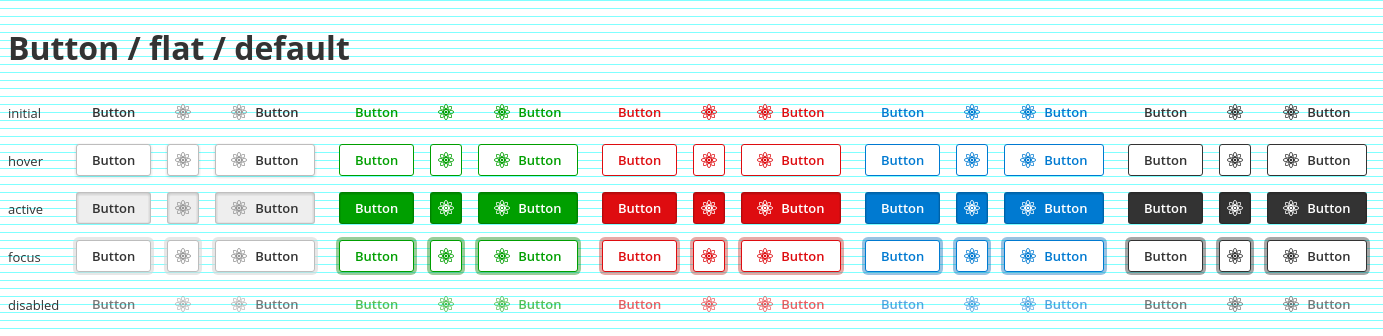 Button / flat / default
initial Button Button Button Button Button Button Button Button Button Button
hover Button Button Button Button Button Button Button Button Button Button
active Button Button Button Button Button Button Button Button Button Button
focus Button Button Button Button Button Button Button Button Button Button
disabled Button Button Button Button Button Button Button Button Button Button